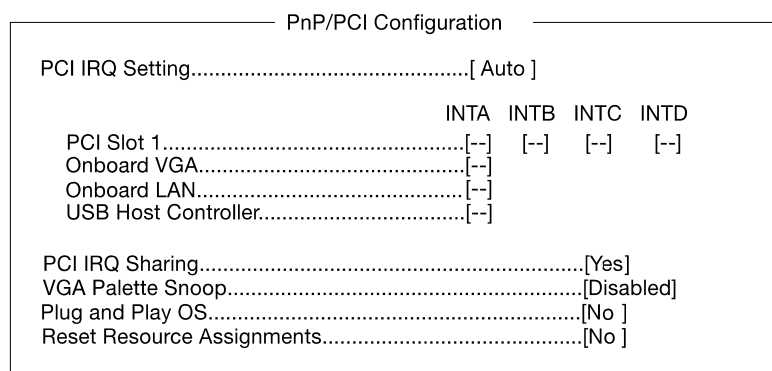 PnP/PCI Configuration
PCI IRQ Setting..............................................[ Auto ]
INTA INTB INTC INTD
PCI Slot 1..................................................[--] [--] [--] [--]
Onboard VGA............................................[--]
Onboard LAN............................................[--]
USB Host Controller..................................[--]
PCI IRQ Sharing...............................................................[Yes]
VGA Palette Snoop..........................................................[Disabled]
Plug and Play OS.............................................................[No ]
Reset Resource Assignments..........................................[No ]